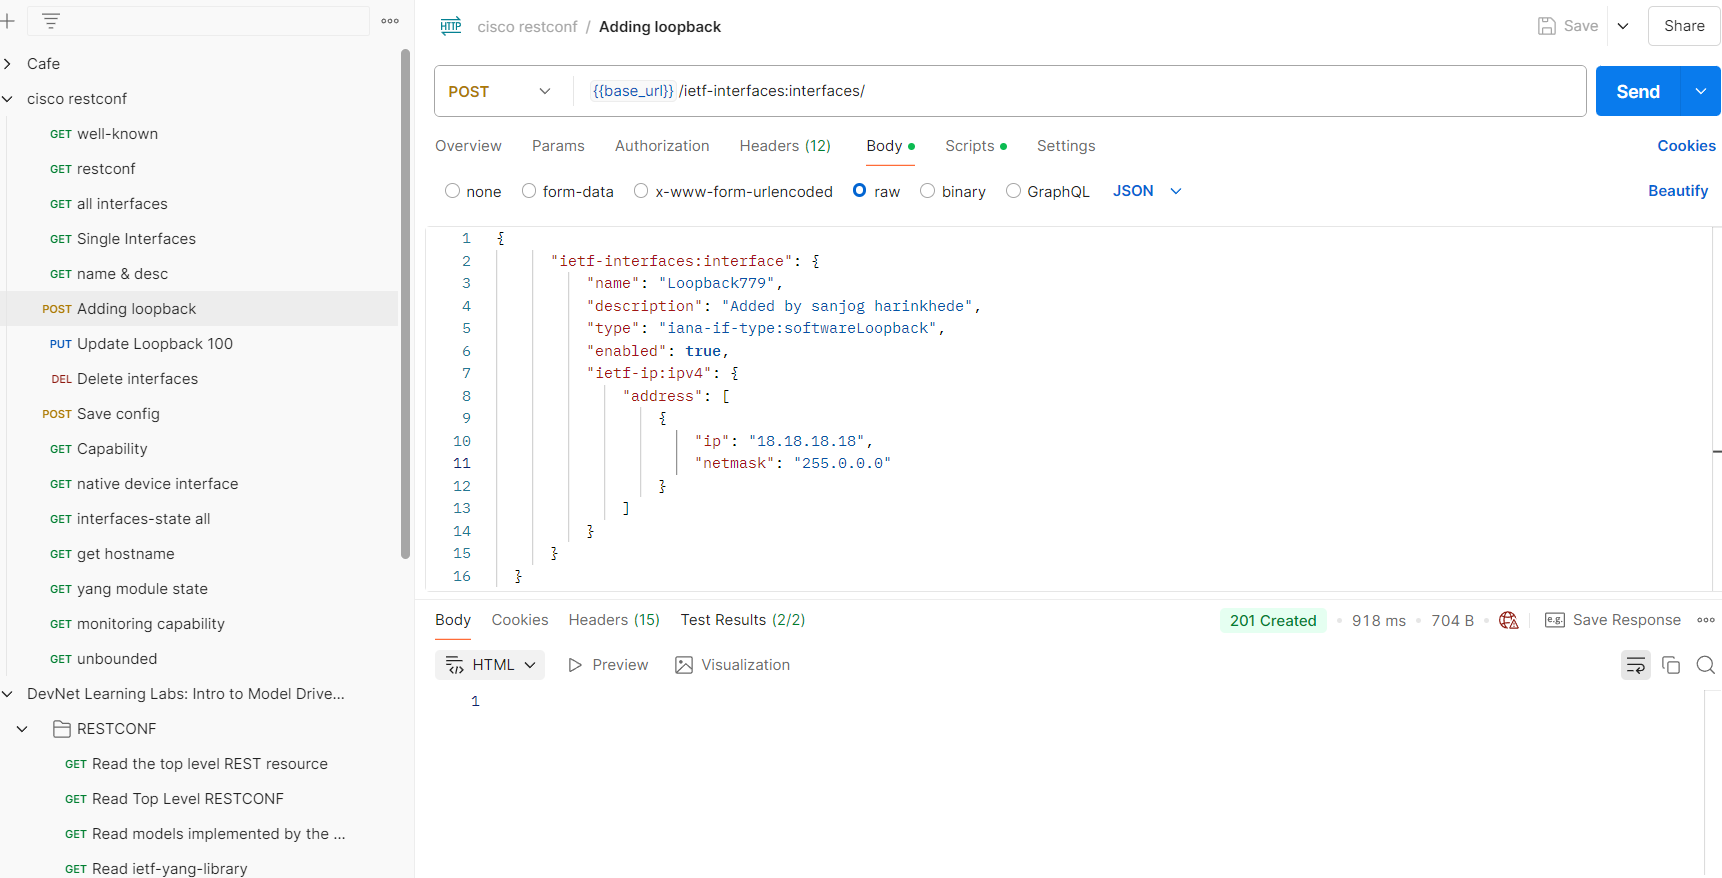 cisco restconf / Adding loopback
Save
Share
Cafe
cisco restconf
GET well-known
GET restconf
GET all interfaces
GET Single Interfaces
GET name & desc
POST Adding loopback
PUT Update Loopback 100
DEL Delete interfaces
POST Save config
GET Capability
GET native device interface
GET interfaces-state all
GET get hostname
GET yang module state
GET monitoring capability
GET unbounded
DevNet Learning Labs: Intro to Model Drive...
RESTCONF
GET Read the top level REST resource
GET Read Top Level RESTCONF
GET Read models implemented by the ...
GET Read ietf-yang-library
HTTP
POST {{base_url}} /ietf-interfaces:interfaces/
Send
Overview Params Authorization Headers (12) Body Scripts Settings Cookies
none form-data x-www-form-urlencoded raw binary GraphQL JSON Beautify
1 {
2 "ietf-interfaces:interface": {
3 "name": "Loopback779",
4 "description": "Added by sanjog harinkhede",
5 "type": "iana-if-type:softwareLoopback",
6 "enabled": true,
7 "ietf-ip:ipv4": {
8 "address": [
9 {
10 "ip": "18.18.18.18",
11 "netmask": "255.0.0.0"
12 }
13 ]
14 }
15 }
16 }
Body Cookies Headers (15) Test Results (2/2) 201 Created • 918 ms • 704 B e.g. Save Response
HTML Preview Visualization
1